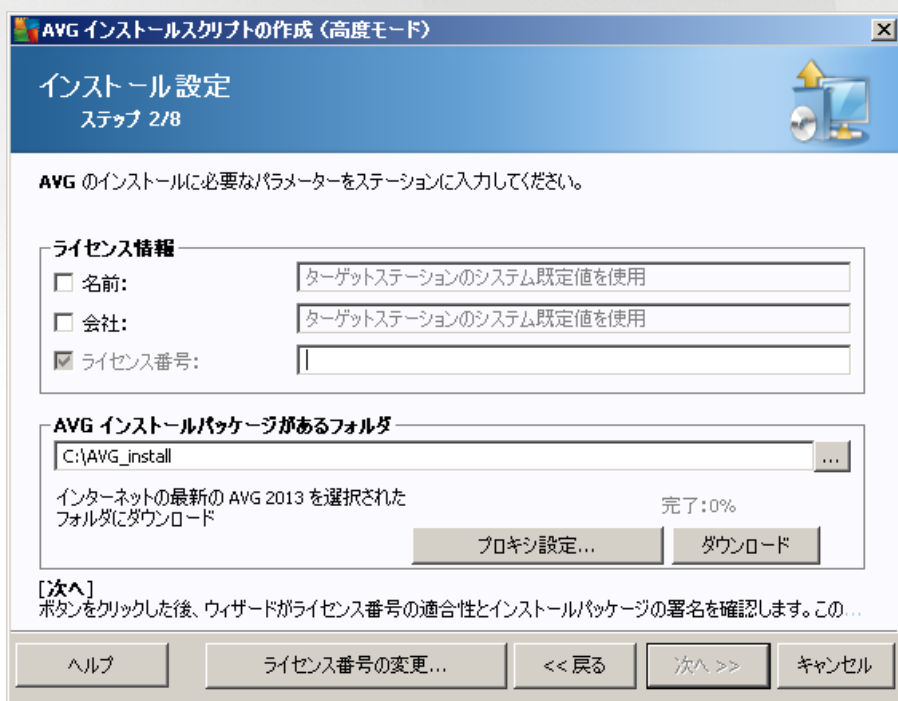 AVG インストールスクリプトの作成（高度モード）
インストール設定
ステップ 2/8
AVG のインストールに必要なパラメーターをステーションに入力してください。
ライセンス情報
名前: ターゲットステーションのシステム既定値を使用
会社: ターゲットステーションのシステム既定値を使用
ライセンス番号:
AVG インストールパッケージがあるフォルダ
C:\AVG_install ...
インターネットの最新の AVG 2013 を選択された
フォルダにダウンロード
完了:0%
プロキシ設定... ダウンロード
[次へ]
ボタンをクリックした後、ウィザードがライセンス番号の適合性とインストールパッケージの署名を確認します。この...
ヘルプ ライセンス番号の変更... << 戻る 次へ >> キャンセル